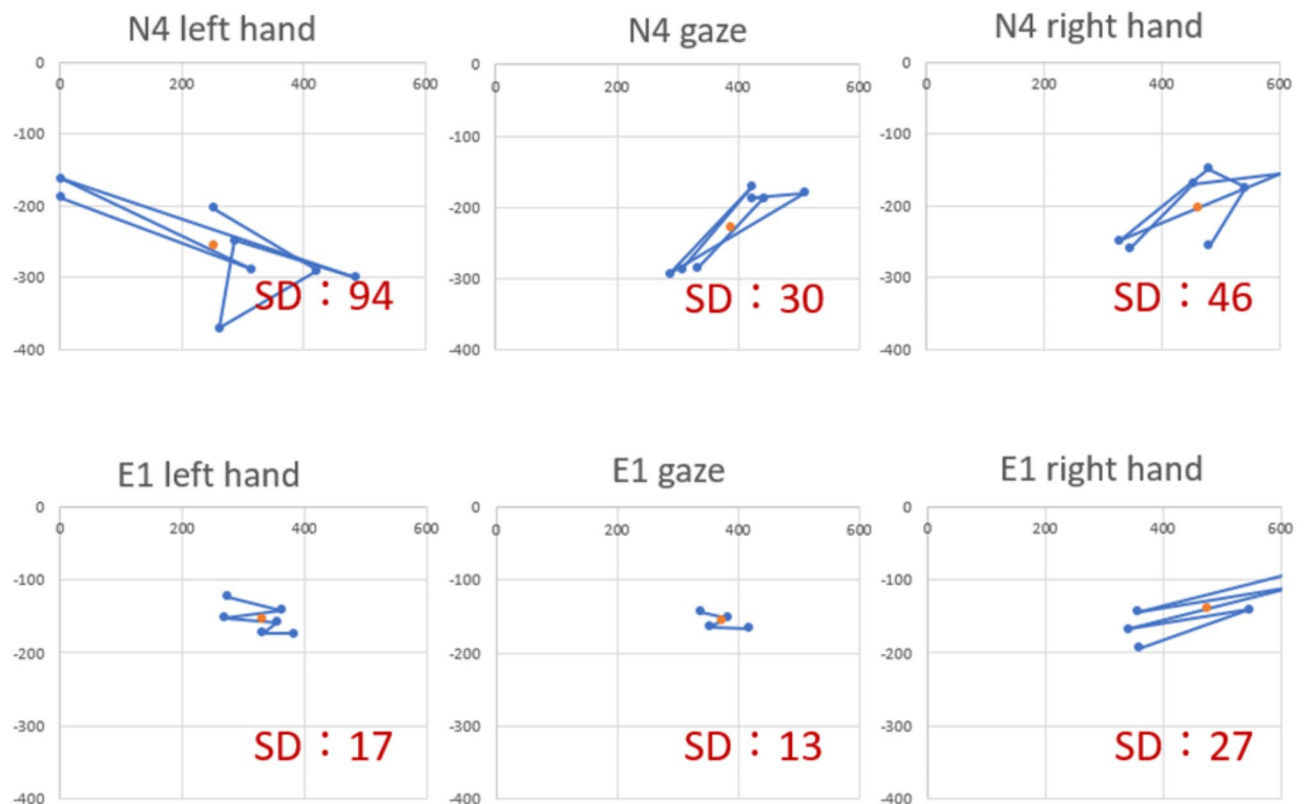 N4 left hand
0
0 200 400 600
-100
-200
-300
-400
SD：94
N4 gaze
0
0 200 400 600
-100
-200
-300
-400
SD：30
N4 right hand
0
0 200 400 600
-100
-200
-300
-400
SD：46
E1 left hand
0
0 200 400 600
-100
-200
-300
-400
SD：17
E1 gaze
0
0 200 400 600
-100
-200
-300
-400
SD：13
E1 right hand
0
0 200 400 600
-100
-200
-300
-400
SD：27